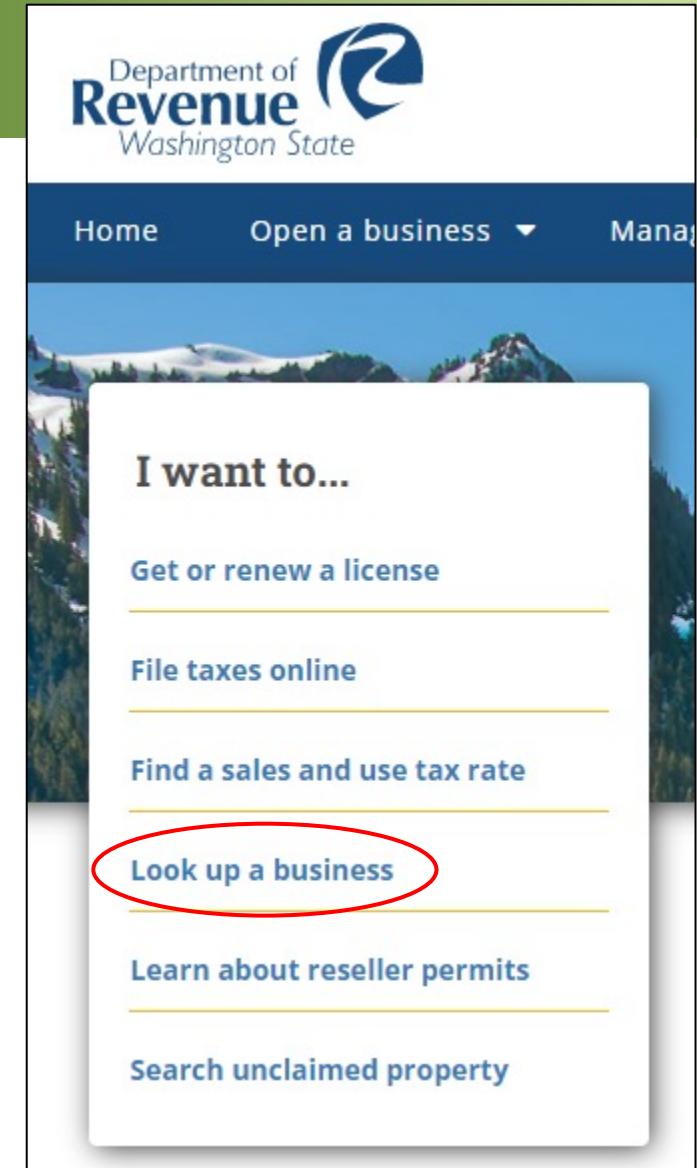 Department of
Revenue
Washington State
Home Open a business Manag
I want to...
Get or renew a license
File taxes online
Find a sales and use tax rate
Look up a business
Learn about reseller permits
Search unclaimed property